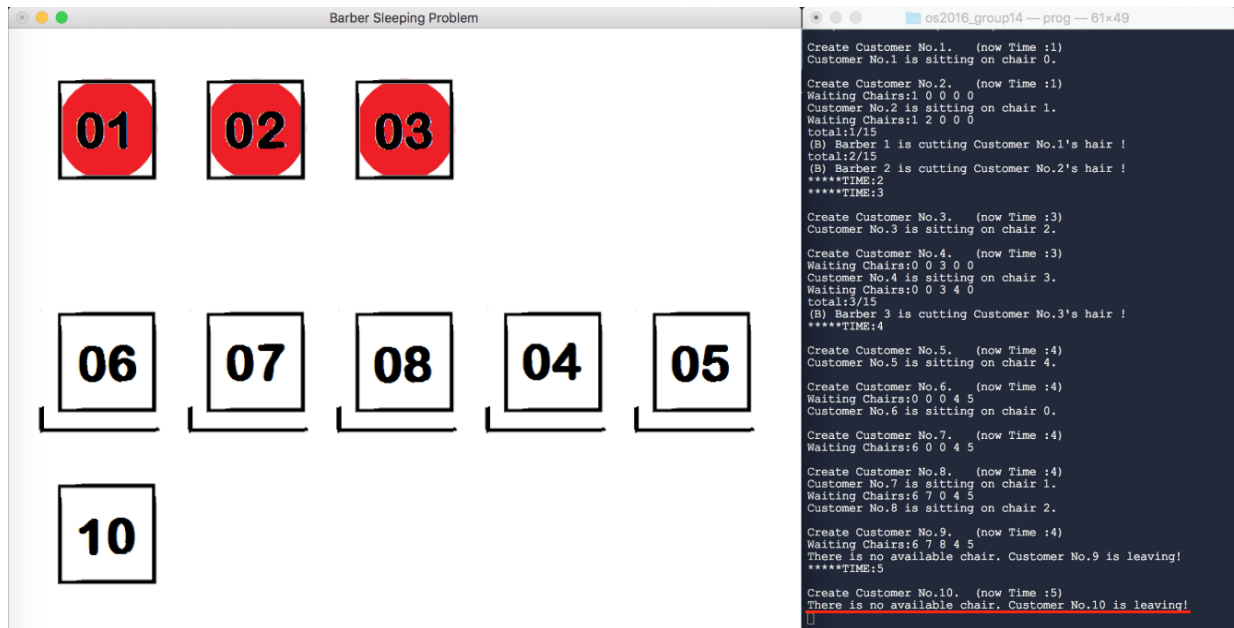 Barber Sleeping Problem
01 02 03
06 07 08 04 05
10
os2016_group14 — prog — 61×49
Create Customer No.1. (now Time :1)
Customer No.1 is sitting on chair 0.
Create Customer No.2. (now Time :1)
Waiting Chairs:1 0 0 0 0
Customer No.2 is sitting on chair 1.
Waiting Chairs:1 2 0 0 0
total:1/15
(B) Barber 1 is cutting Customer No.1's hair !
total:2/15
(B) Barber 2 is cutting Customer No.2's hair !
*****TIME:2
*****TIME:3
Create Customer No.3. (now Time :3)
Customer No.3 is sitting on chair 2.
Create Customer No.4. (now Time :3)
Waiting Chairs:0 0 3 0 0
Customer No.4 is sitting on chair 3.
Waiting Chairs:0 0 3 4 0
total:3/15
(B) Barber 3 is cutting Customer No.3's hair !
*****TIME:4
Create Customer No.5. (now Time :4)
Customer No.5 is sitting on chair 4.
Create Customer No.6. (now Time :4)
Waiting Chairs:0 0 0 4 5
Customer No.6 is sitting on chair 0.
Create Customer No.7. (now Time :4)
Waiting Chairs:6 0 0 4 5
Create Customer No.8. (now Time :4)
Customer No.7 is sitting on chair 1.
Waiting Chairs:6 7 0 4 5
Customer No.8 is sitting on chair 2.
Create Customer No.9. (now Time :4)
Waiting Chairs:6 7 8 4 5
There is no available chair. Customer No.9 is leaving!
*****TIME:5
Create Customer No.10. (now Time :5)
There is no available chair. Customer No.10 is leaving!